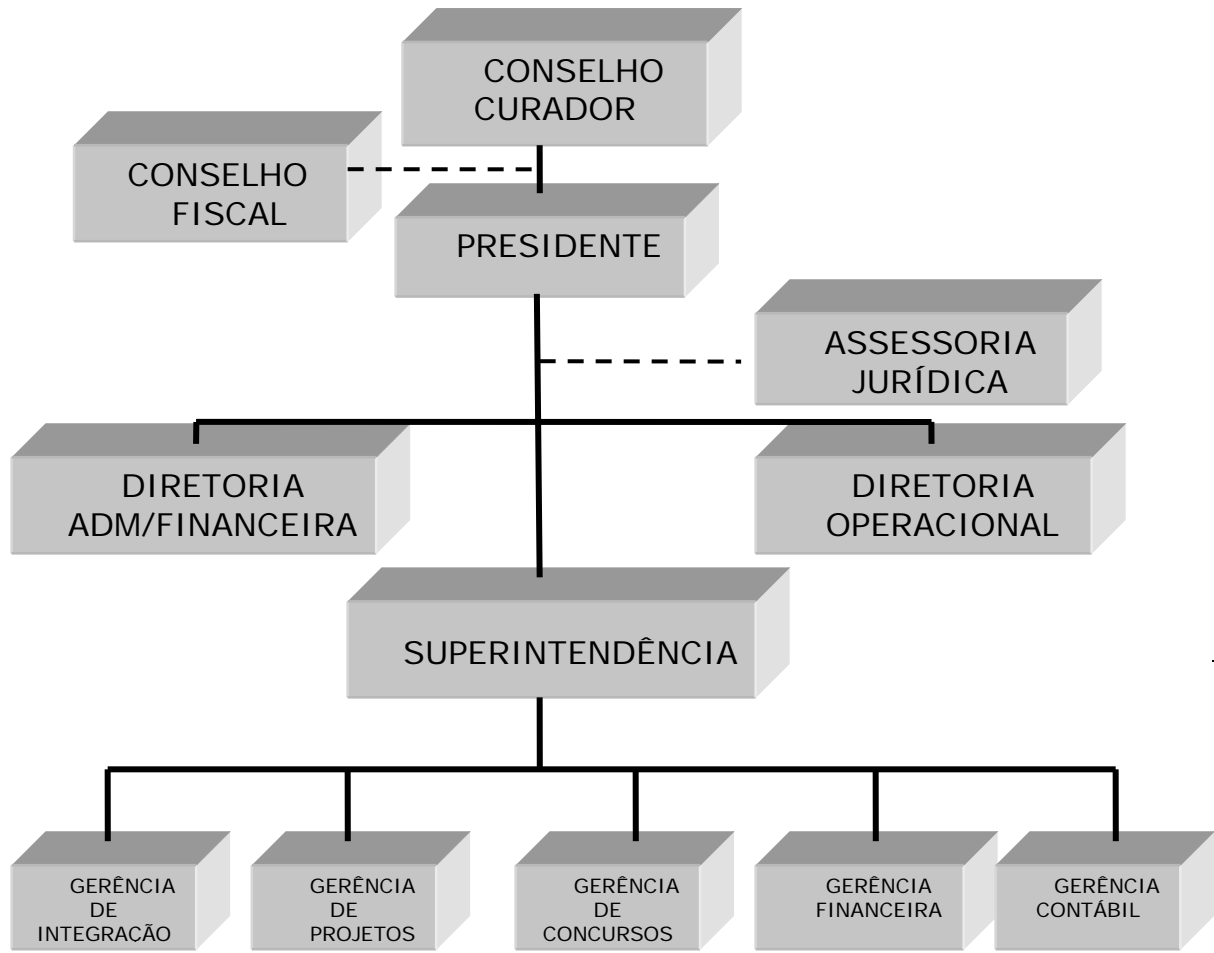 CONSELHO
CURADOR
CONSELHO
FISCAL
PRESIDENTE
ASSESSORIA
JURÍDICA
DIRETORIA
ADM/FINANCEIRA
DIRETORIA
OPERACIONAL
SUPERINTENDÊNCIA
GERÊNCIA
DE
INTEGRAÇÃO
GERÊNCIA
DE
PROJETOS
GERÊNCIA
DE
CONCURSOS
GERÊNCIA
FINANCEIRA
GERÊNCIA
CONTÁBIL